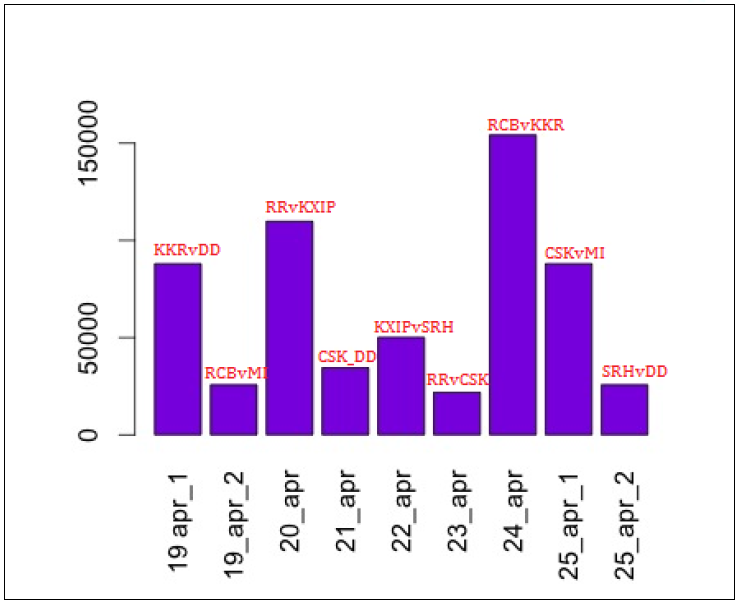 150000
50000
0
RCBvKKR
RRvKXIP
KKRvDD
CSKvMI
KXIPvSRH
CSK_DD
RCBvMI
RRvCSK
SRHvDD
19 apr_1
19_apr_2
20_apr
21_apr
22_apr
23_apr
24_apr
25_apr_1
25_apr_2